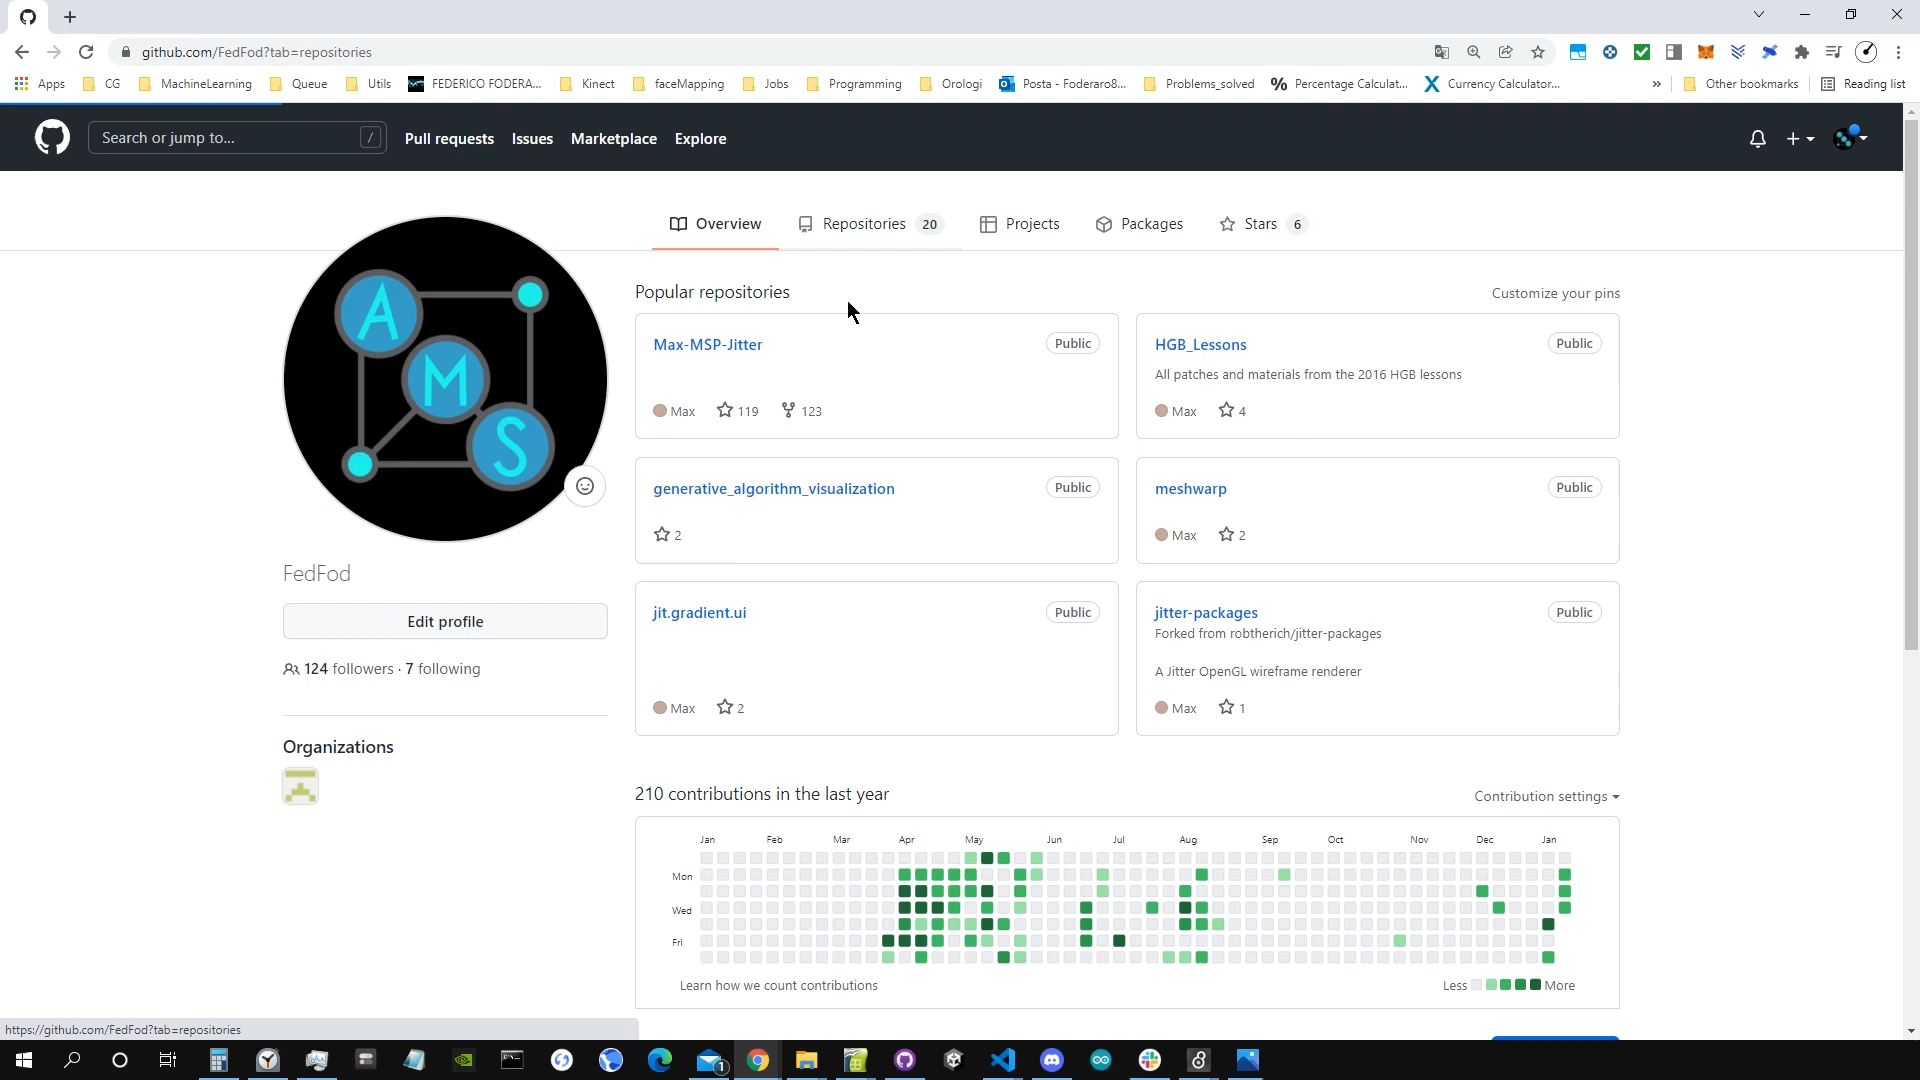 github.com/FedFod?tab=repositories
Apps CG MachineLearning Queue Utils FEDERICO FODERA... Kinect faceMapping Jobs Programming Orologi Posta - Foderaro8... Problems_solved Percentage Calculat... Currency Calculator... » Other bookmarks Reading list
Search or jump to... / Pull requests Issues Marketplace Explore
Overview Repositories 20 Projects Packages Stars 6
A
M
S
FedFod
Edit profile
124 followers · 7 following
Organizations
Popular repositories Customize your pins
Max-MSP-Jitter Public
Max 119 123
HGB_Lessons Public
All patches and materials from the 2016 HGB lessons
Max 4
generative_algorithm_visualization Public
2
meshwarp Public
Max 2
jit.gradient.ui Public
Max 2
jitter-packages Public
Forked from robtherich/jitter-packages
A Jitter OpenGL wireframe renderer
Max 1
210 contributions in the last year Contribution settings
Jan Feb Mar Apr May Jun Jul Aug Sep Oct Nov Dec Jan
Mon
Wed
Fri
Learn how we count contributions Less More
https://github.com/FedFod?tab=repositories
1